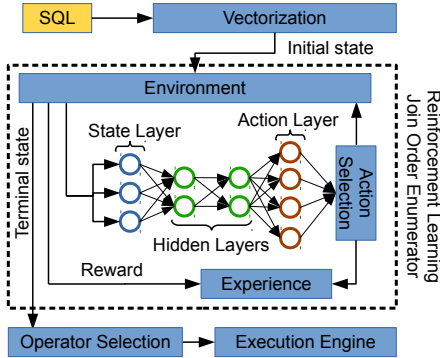 SQL
Vectorization
Initial state
Environment
State Layer
Action Layer
Hidden Layers
Action
Selection
Reward
Experience
Terminal state
Reinforcement Learning
Join Order Enumerator
Operator Selection
Execution Engine